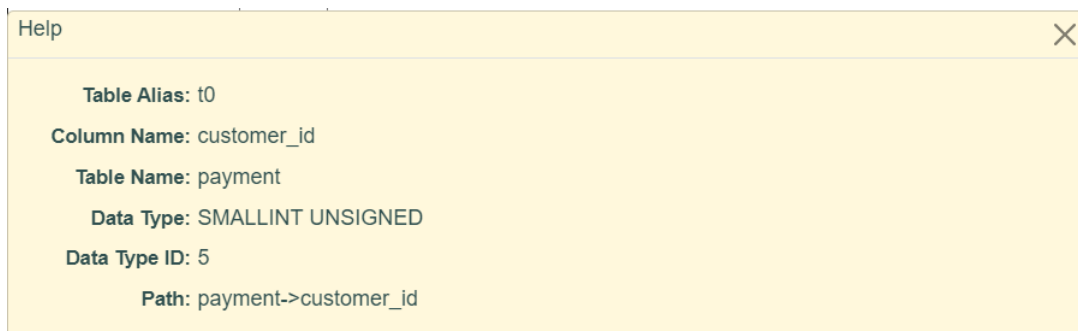 Help
Table Alias: t0
Column Name: customer_id
Table Name: payment
Data Type: SMALLINT UNSIGNED
Data Type ID: 5
Path: payment->customer_id